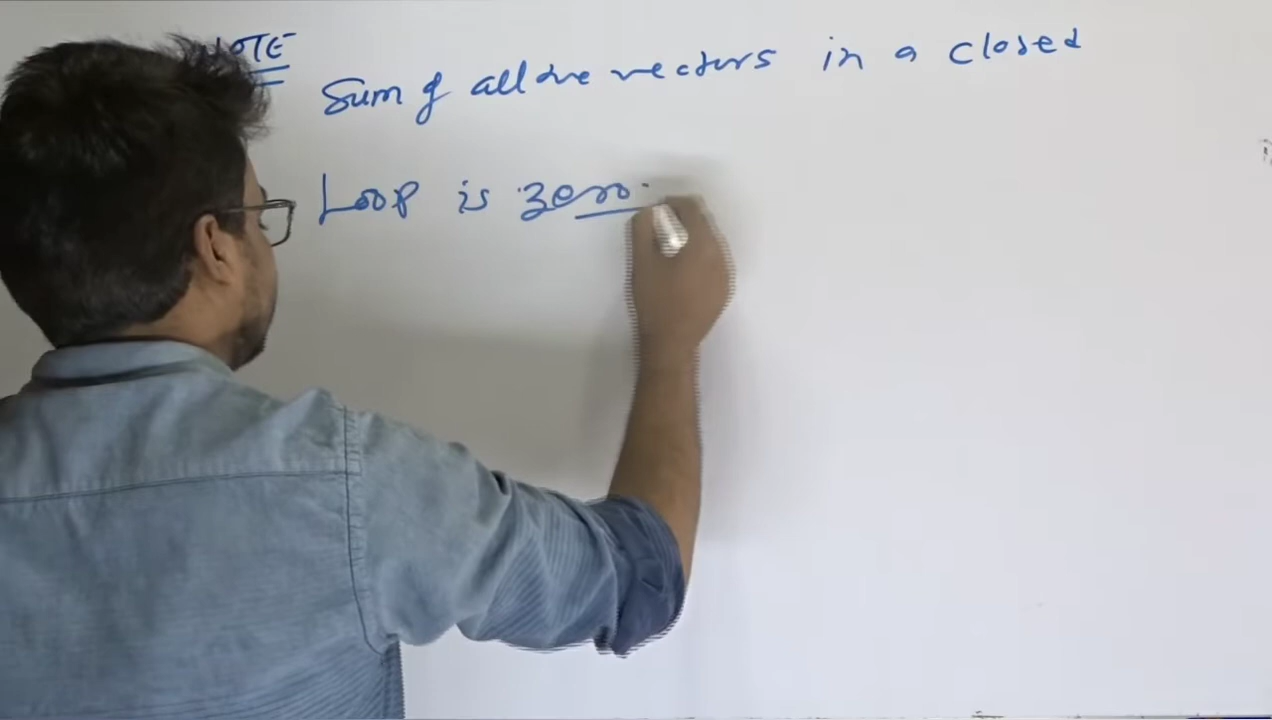 NOTE
Sum of all the vectors in a closed
Loop is zero.